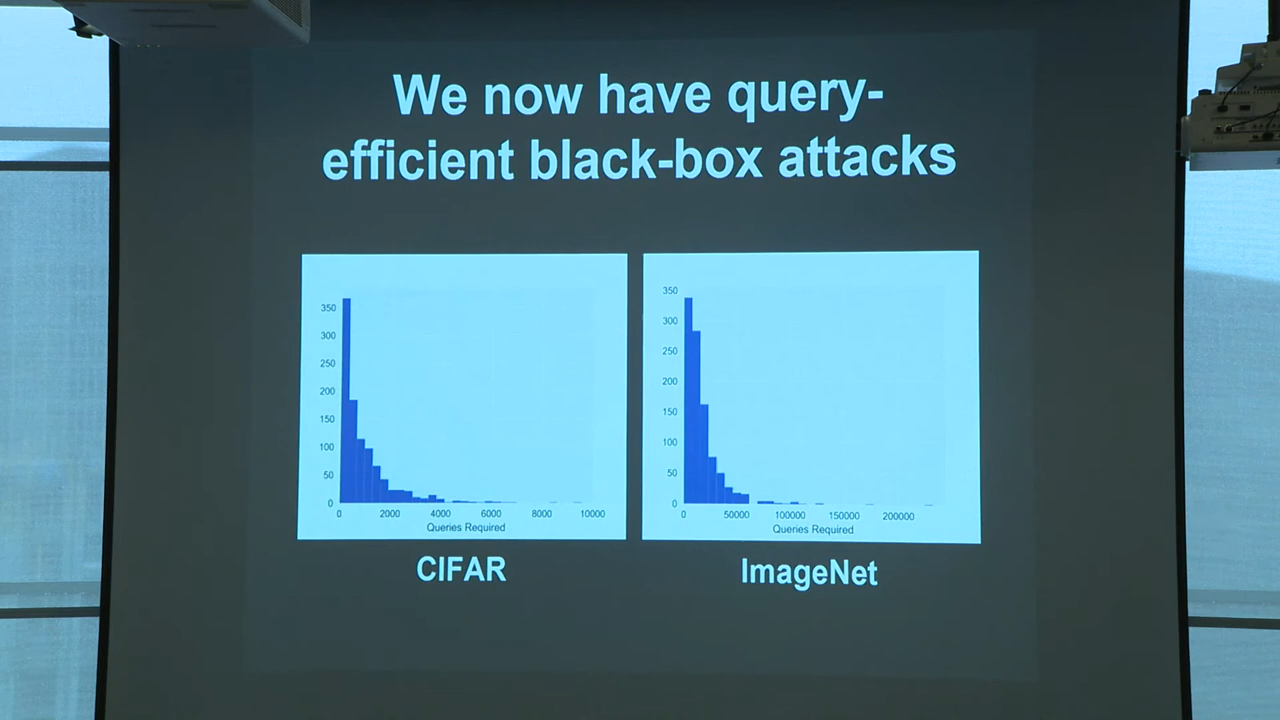 We now have query-
efficient black-box attacks
350
300
250
200
150
100
50
0
0 2000 4000 6000 8000 10000
Queries Required
CIFAR
350
300
250
200
150
100
50
0
0 50000 100000 150000 200000
Queries Required
ImageNet